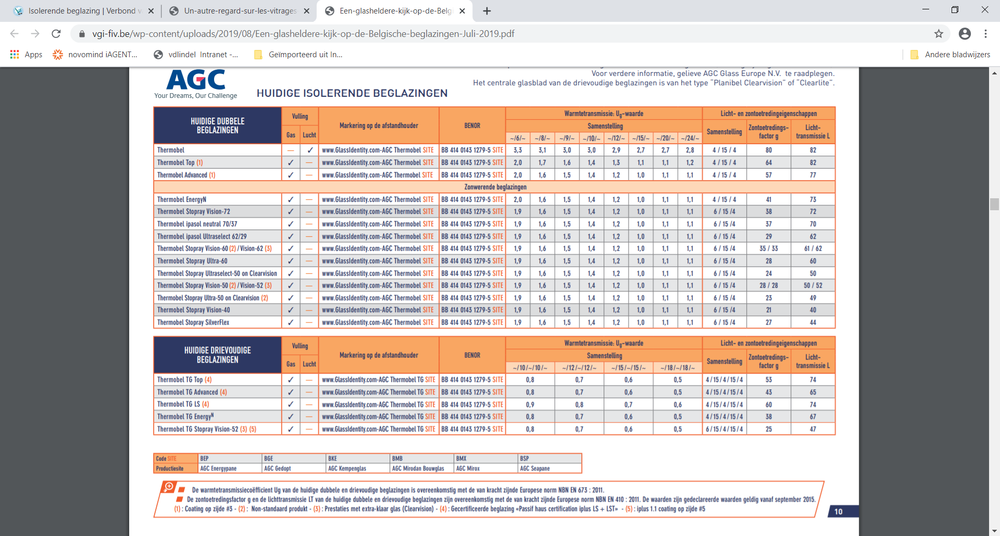 Isolerende beglazing | Verbond v
Un-autre-regard-sur-les-vitrages
Een-glasheldere-kijk-op-de-Belg
vgi-fiv.be/wp-content/uploads/2019/08/Een-glasheldere-kijk-op-de-Belgische-beglazingen-Juli-2019.pdf
Apps novomind iAGENT... vdlindel Intranet -... Geïmporteerd uit In... Andere bladwijzers
AGC
Your Dreams, Our Challenge
Voor verdere informatie, gelieve AGC Glass Europe N.V. te raadplegen.
Het centrale glasblad van de drievoudige beglazingen is van het type "Planibel Clearvision" of "Clearlite".
HUIDIGE ISOLERENDE BEGLAZINGEN
HUIDIGE DUBBELE BEGLAZINGEN Vulling Markering op de afstandhouder BENOR Warmtetransmissie: Ug-waarde Licht- en zontoetredingeigenschappen
Gas Lucht Samenstelling Samenstelling Zontoetredings-factor g Licht-transmissie L
~/6/~ ~/8/~ ~/9/~ ~/10/~ ~/12/~ ~/15/~ ~/20/~ ~/24/~
Thermobel — ✓ www.GlassIdentity.com-AGC Thermobel SITE BB 414 0143 1279-5 SITE 3,3 3,1 3,0 3,0 2,9 2,7 2,7 2,8 4 / 15 / 4 80 82
Thermobel Top (1) ✓ — www.GlassIdentity.com-AGC Thermobel SITE BB 414 0143 1279-5 SITE 2,0 1,7 1,6 1,4 1,3 1,1 1,1 1,2 4 / 15 / 4 64 82
Thermobel Advanced (1) ✓ — www.GlassIdentity.com-AGC Thermobel SITE BB 414 0143 1279-5 SITE 2,0 1,6 1,5 1,4 1,2 1,0 1,1 1,1 4 / 15 / 4 57 77
Zonwerende beglazingen
Thermobel EnergyN ✓ — www.GlassIdentity.com-AGC Thermobel SITE BB 414 0143 1279-5 SITE 2,0 1,6 1,5 1,4 1,2 1,0 1,1 1,1 4 / 15 / 4 41 73
Thermobel Stopray Vision-72 ✓ — www.GlassIdentity.com-AGC Thermobel SITE BB 414 0143 1279-5 SITE 1,9 1,6 1,5 1,4 1,2 1,0 1,1 1,1 6 / 15 /4 38 72
Thermobel ipasol neutral 70/37 ✓ — www.GlassIdentity.com-AGC Thermobel SITE BB 414 0143 1279-5 SITE 1,9 1,6 1,5 1,4 1,2 1,0 1,1 1,1 6 / 15 /4 37 70
Thermobel ipasol Ultraselect 62/29 ✓ — www.GlassIdentity.com-AGC Thermobel SITE BB 414 0143 1279-5 SITE 1,9 1,6 1,5 1,4 1,2 1,0 1,1 1,1 6 / 15 /4 29 62
Thermobel Stopray Vision-60 (2) / Vision-62 (3) ✓ — www.GlassIdentity.com-AGC Thermobel SITE BB 414 0143 1279-5 SITE 1,9 1,6 1,5 1,4 1,2 1,0 1,1 1,1 6 / 15 /4 35 / 33 61 / 62
Thermobel Stopray Ultra-60 ✓ — www.GlassIdentity.com-AGC Thermobel SITE BB 414 0143 1279-5 SITE 1,9 1,6 1,5 1,4 1,2 1,0 1,1 1,1 6 / 15 /4 28 60
Thermobel Stopray Ultraselect-50 on Clearvision ✓ — www.GlassIdentity.com-AGC Thermobel SITE BB 414 0143 1279-5 SITE 1,9 1,6 1,5 1,4 1,2 1,0 1,1 1,1 6 / 15 /4 24 50
Thermobel Stopray Vision-50 (2) / Vision-52 (3) ✓ — www.GlassIdentity.com-AGC Thermobel SITE BB 414 0143 1279-5 SITE 1,9 1,6 1,5 1,4 1,2 1,0 1,1 1,1 6 / 15 /4 28 / 28 50 / 52
Thermobel Stopray Ultra-50 on Clearvision (2) ✓ — www.GlassIdentity.com-AGC Thermobel SITE BB 414 0143 1279-5 SITE 1,9 1,6 1,5 1,4 1,2 1,0 1,1 1,1 6 / 15 /4 23 49
Thermobel Stopray Vision-40 ✓ — www.GlassIdentity.com-AGC Thermobel SITE BB 414 0143 1279-5 SITE 1,9 1,6 1,5 1,4 1,2 1,0 1,1 1,1 6 / 15 /4 21 40
Thermobel Stopray SilverFlex ✓ — www.GlassIdentity.com-AGC Thermobel SITE BB 414 0143 1279-5 SITE 1,9 1,6 1,5 1,4 1,2 1,0 1,1 1,1 6 / 15 /4 27 44
HUIDIGE DRIEVOUDIGE BEGLAZINGEN Vulling Markering op de afstandhouder BENOR Warmtetransmissie: Ug-waarde Licht- en zontoetredingeigenschappen
Gas Lucht Samenstelling Samenstelling Zontoetredings-factor g Licht-transmissie L
~/10/~/10/~ ~/12/~/12/~ ~/15/~/15/~ ~/18/~/18/~
Thermobel TG Top (4) ✓ — www.GlassIdentity.com-AGC Thermobel TG SITE BB 414 0143 1279-5 SITE 0,8 0,7 0,6 0,5 4/15/4/15/4 53 74
Thermobel TG Advanced (4) ✓ — www.GlassIdentity.com-AGC Thermobel TG SITE BB 414 0143 1279-5 SITE 0,8 0,7 0,6 0,5 4/15/4/15/4 43 65
Thermobel TG LS (4) ✓ — www.GlassIdentity.com-AGC Thermobel TG SITE BB 414 0143 1279-5 SITE 0,9 0,8 0,7 0,6 4/15/4/15/4 60 74
Thermobel TG EnergyN ✓ — www.GlassIdentity.com-AGC Thermobel TG SITE BB 414 0143 1279-5 SITE 0,8 0,7 0,6 0,5 4/15/4/15/4 38 67
Thermobel TG Stopray Vision-52 (3) (5) ✓ — www.GlassIdentity.com-AGC Thermobel TG SITE BB 414 0143 1279-5 SITE 0,8 0,7 0,6 0,5 6/15/4/15/4 25 47
Code SITE BEP BGE BKE BMB BMX BSP
Productiesite AGC Energypane AGC Gedopt AGC Kempenglas AGC Mirodan Bouwglas AGC Mirox AGC Seapane
De warmtetransmissiecoëfficient Ug van de huidige dubbele en drievoudige beglazingen is overeenkomstig met de van kracht zijnde Europese norm NBN EN 673 : 2011.
De zontoetredingsfactor g en de lichttransmissie LT van de huidige dubbele en drievoudige beglazingen zijn overeenkomstig met de van kracht zijnde Europese norm NBN EN 410 : 2011. De waarden zijn gedeclareerde waarden geldig vanaf september 2015.
(1) : Coating op zijde #3 - (2) : Non-standaard produkt - (3) : Prestaties met extra-klaar glas (Clearvision) - (4) : Gecertificeerde beglazing «Passif haus certification iplus LS + LST» - (5) : iplus 1.1 coating op zijde #5
10